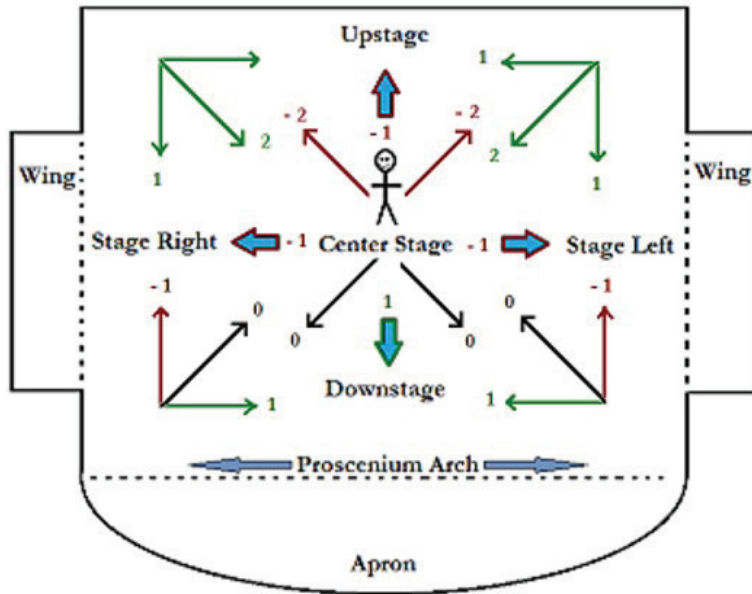 Upstage
1
- 2 - 1 - 2
2 2
1 1
Wing Wing
Stage Right - 1 Center Stage - 1 Stage Left
- 1 0 1 0 - 1
0 0
1 Downstage 1
Proscenium Arch
Apron